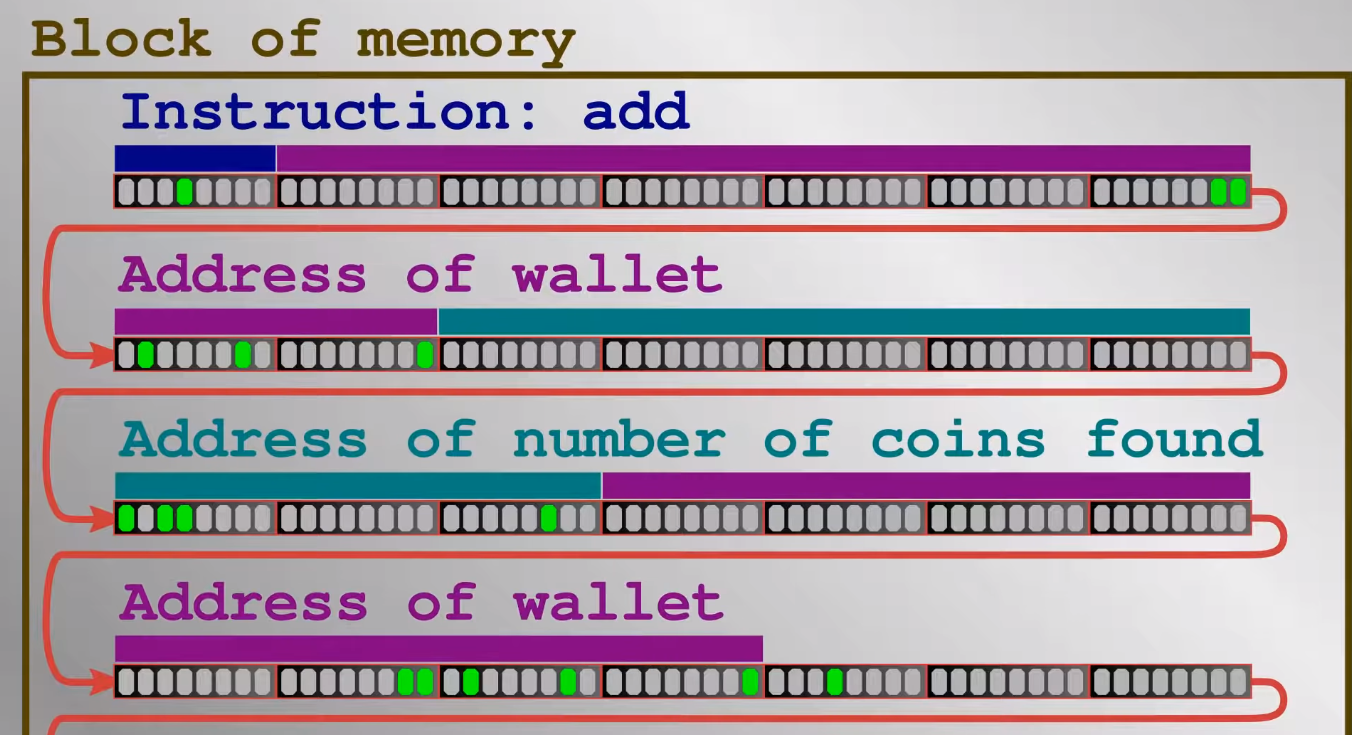 Block of memory
Instruction: add
Address of wallet
Address of number of coins found
Address of wallet